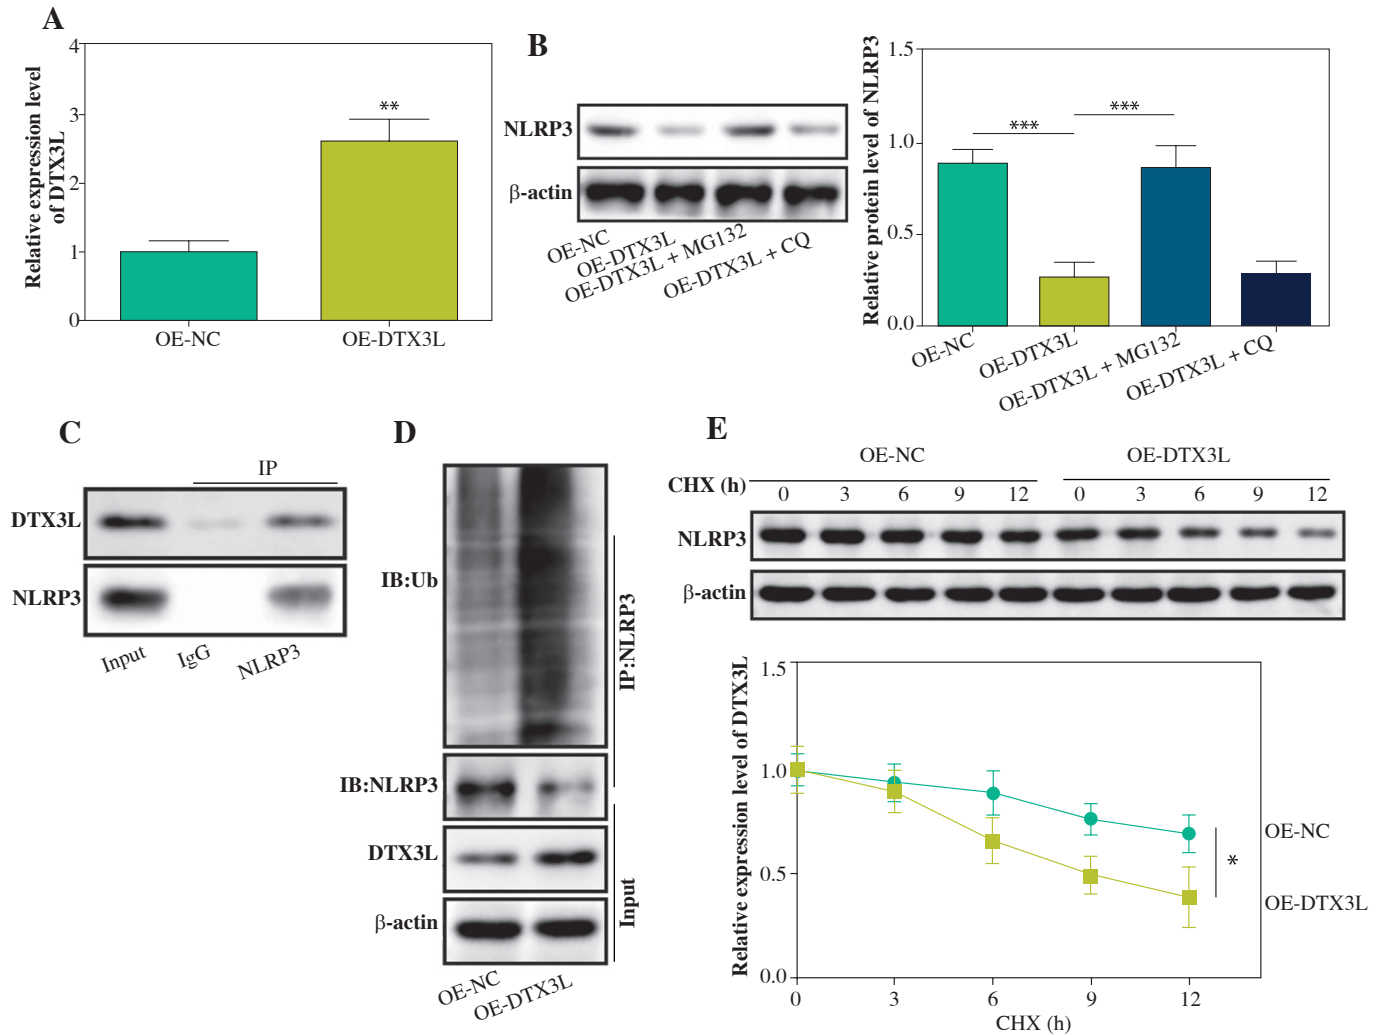 A
Relative expression level
of DTX3L
4
3
2
1
0
**
OE-NC
OE-DTX3L
B
NLRP3
β-actin
OE-NC
OE-DTX3L
OE-DTX3L + MG132
OE-DTX3L + CQ
Relative protein level of NLRP3
1.5
1.0
0.5
0.0
***
***
OE-NC
OE-DTX3L
OE-DTX3L + MG132
OE-DTX3L + CQ
C
IP
DTX3L
NLRP3
Input
IgG
NLRP3
D
IB:Ub
IP:NLRP3
IB:NLRP3
DTX3L
β-actin
Input
OE-NC
OE-DTX3L
E
OE-NC OE-DTX3L
CHX (h) 0 3 6 9 12 0 3 6 9 12
NLRP3
β-actin
Relative expression level of DTX3L
1.5
1.0
0.5
0.0
OE-NC
*
OE-DTX3L
0 3 6 9 12
CHX (h)